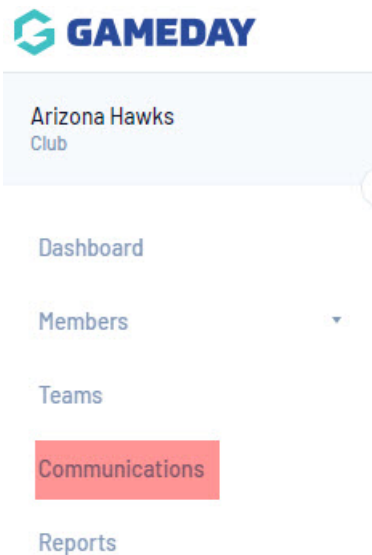 GAMEDAY
Arizona Hawks
Club
Dashboard
Members
Teams
Communications
Reports